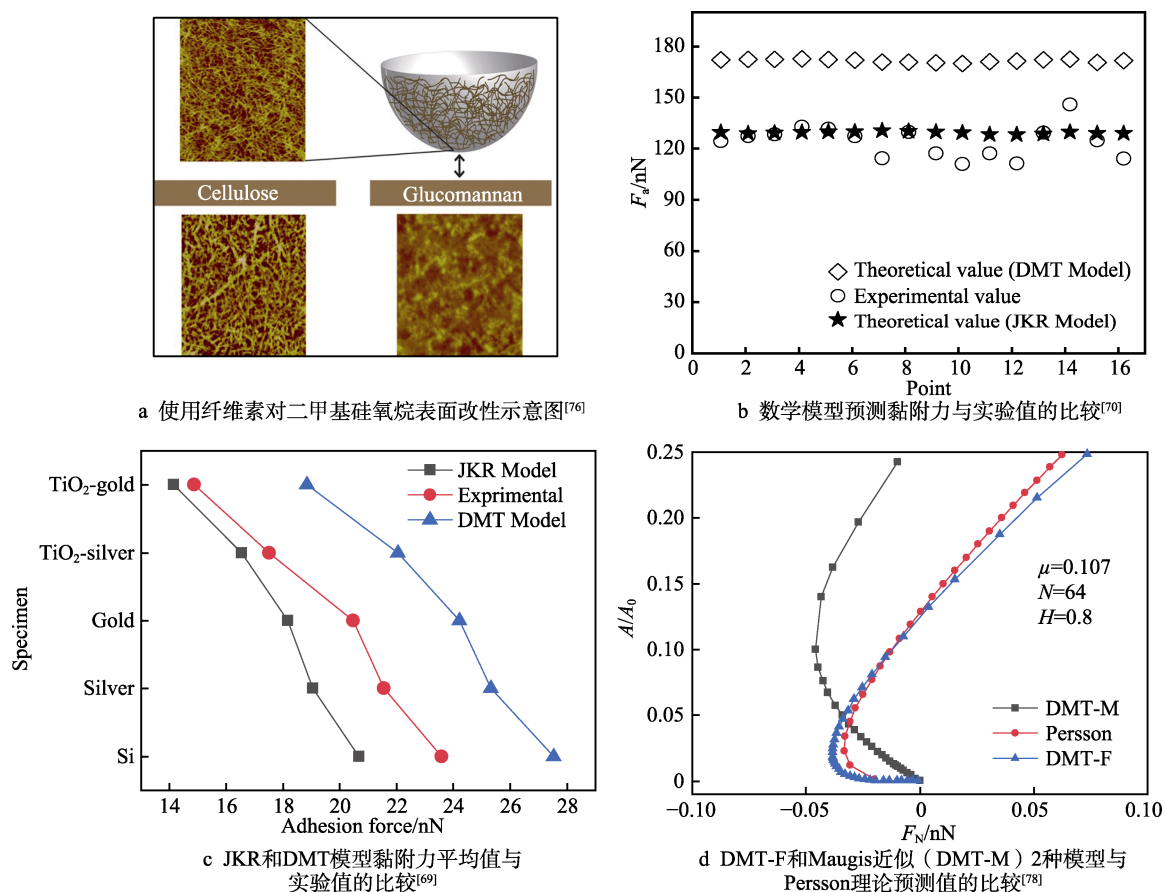 Cellulose
Glucomannan
a 使用纤维素对二甲基硅氧烷表面改性示意图[76]
180
150
120
90
60
30
0
Fa/nN
Theoretical value (DMT Model)
Experimental value
Theoretical value (JKR Model)
0 2 4 6 8 10 12 14 16
Point
b 数学模型预测黏附力与实验值的比较[70]
Specimen
TiO2-gold
TiO2-silver
Gold
Silver
Si
JKR Model
Exprimental
DMT Model
14 16 18 20 22 24 26 28
Adhesion force/nN
c JKR和DMT模型黏附力平均值与
实验值的比较[69]
0.25
0.20
0.15
0.10
0.05
0
A/A0
μ=0.107
N=64
H=0.8
DMT-M
Persson
DMT-F
−0.10 −0.05 0 0.05 0.10
FN/nN
d DMT-F和Maugis近似（DMT-M）2种模型与
Persson理论预测值的比较[78]